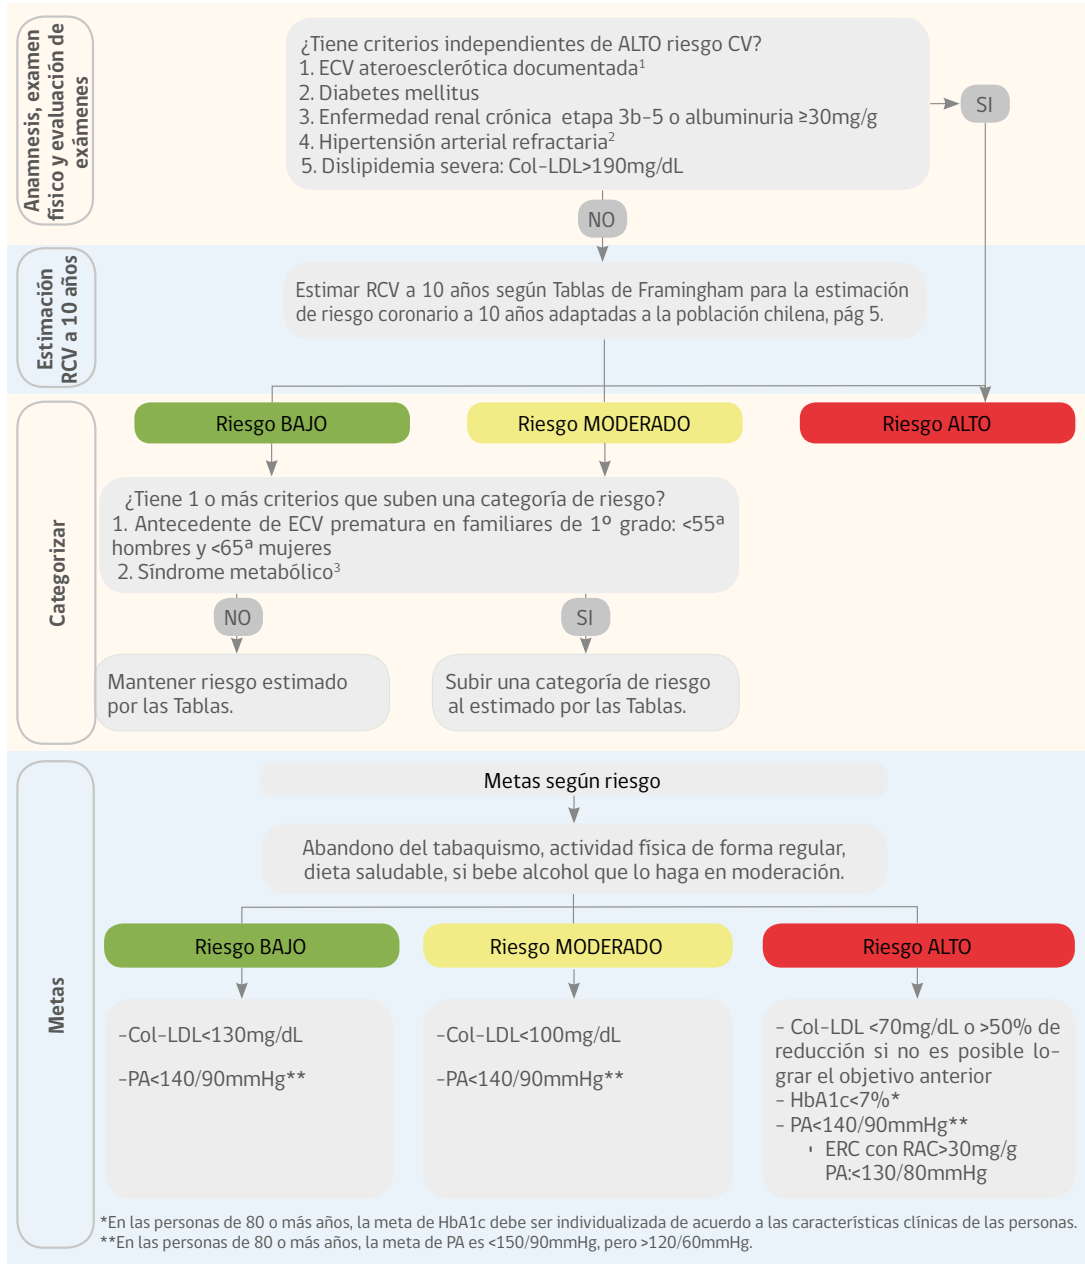 Anamnesis, examen
físico y evaluación de
exámenes
¿Tiene criterios independientes de ALTO riesgo CV?
1. ECV ateroesclerótica documentada¹
2. Diabetes mellitus
3. Enfermedad renal crónica etapa 3b-5 o albuminuria ≥30mg/g
4. Hipertensión arterial refractaria²
5. Dislipidemia severa: Col-LDL>190mg/dL
SI
NO
Estimación
RCV a 10 años
Estimar RCV a 10 años según Tablas de Framingham para la estimación
de riesgo coronario a 10 años adaptadas a la población chilena, pág 5.
Categorizar
Riesgo BAJO
Riesgo MODERADO
Riesgo ALTO
¿Tiene 1 o más criterios que suben una categoría de riesgo?
1. Antecedente de ECV prematura en familiares de 1º grado: <55ª
hombres y <65ª mujeres
2. Síndrome metabólico³
NO
SI
Mantener riesgo estimado
por las Tablas.
Subir una categoría de riesgo
al estimado por las Tablas.
Metas
Metas según riesgo
Abandono del tabaquismo, actividad física de forma regular,
dieta saludable, si bebe alcohol que lo haga en moderación.
Riesgo BAJO
Riesgo MODERADO
Riesgo ALTO
-Col-LDL<130mg/dL
-PA<140/90mmHg**
-Col-LDL<100mg/dL
-PA<140/90mmHg**
- Col-LDL <70mg/dL o >50% de
reducción si no es posible lo-
grar el objetivo anterior
- HbA1c<7%*
- PA<140/90mmHg**
' ERC con RAC>30mg/g
PA:<130/80mmHg
*En las personas de 80 o más años, la meta de HbA1c debe ser individualizada de acuerdo a las características clínicas de las personas.
**En las personas de 80 o más años, la meta de PA es <150/90mmHg, pero >120/60mmHg.